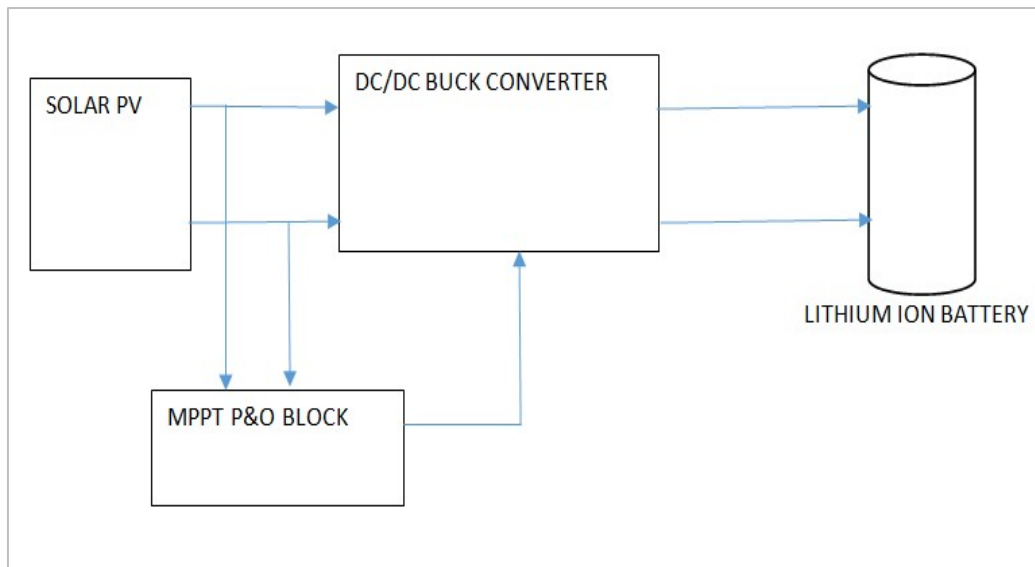 SOLAR PV
DC/DC BUCK CONVERTER
LITHIUM ION BATTERY
MPPT P&O BLOCK